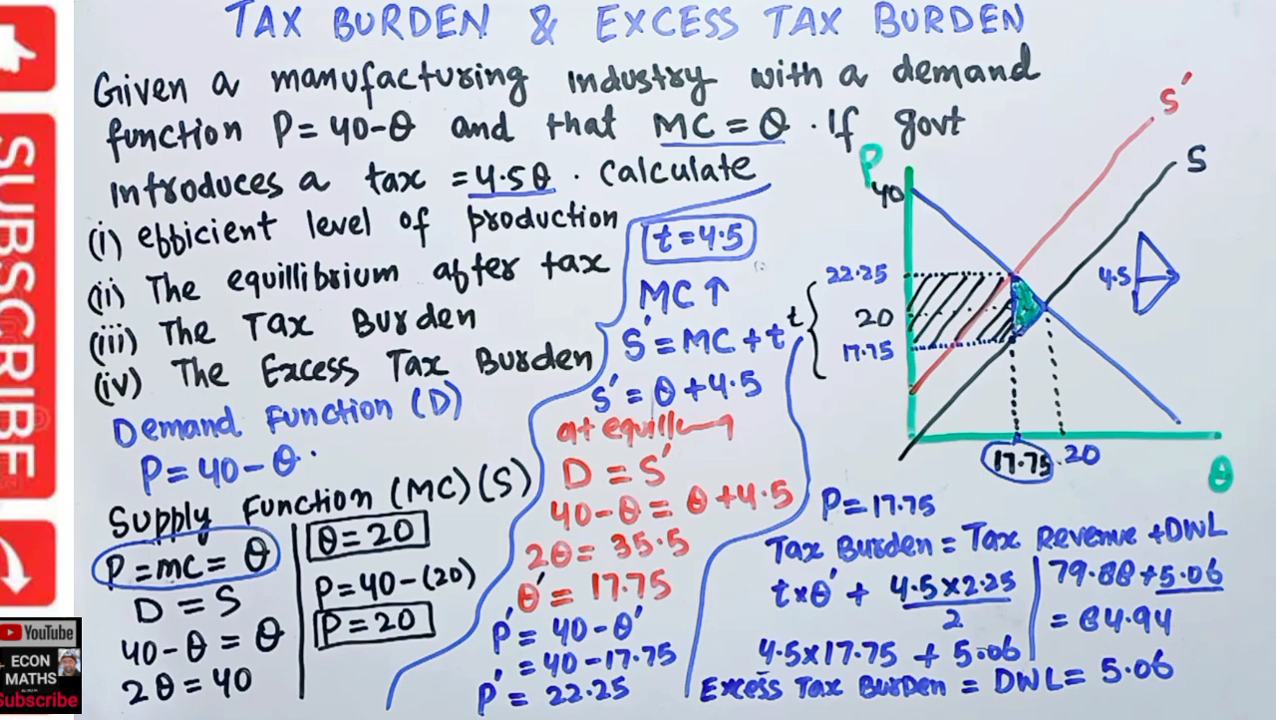 TAX BURDEN & EXCESS TAX BURDEN
Given a manufacturing industry with a demand
function P= 40-Q and that MC = Q . If govt
introduces a tax = 4.5Q . Calculate
(i) efficient level of production
(ii) The equillibrium after tax
(iii) The Tax Burden
(iv) The Excess Tax Burden
Demand Function (D)
P= 40-Q.
Supply Function (MC)(S)
P=mc= Q
D = S
40-Q = Q
2Q = 40
Q = 20
P= 40-(20)
P = 20
t = 4.5
MC ↑
S' = MC + t
S' = Q + 4.5
at equill
D = S'
40-Q = Q + 4.5
2Q = 35.5
Q' = 17.75
P' = 40-Q'
' = 40-17.75
P' = 22.25
P
40
22.25
t
20
17.75
S'
S
4.5
17.75
20
Q
P = 17.75
Tax Burden = Tax Revenue + DWL
t×Q' + 4.5×2.25
2
4.5×17.75 + 5.06
79.88 + 5.06
= 84.94
Excess Tax Burden = DWL = 5.06
SUBSCRIBE
YouTube
ECON
MATHS
Subscribe